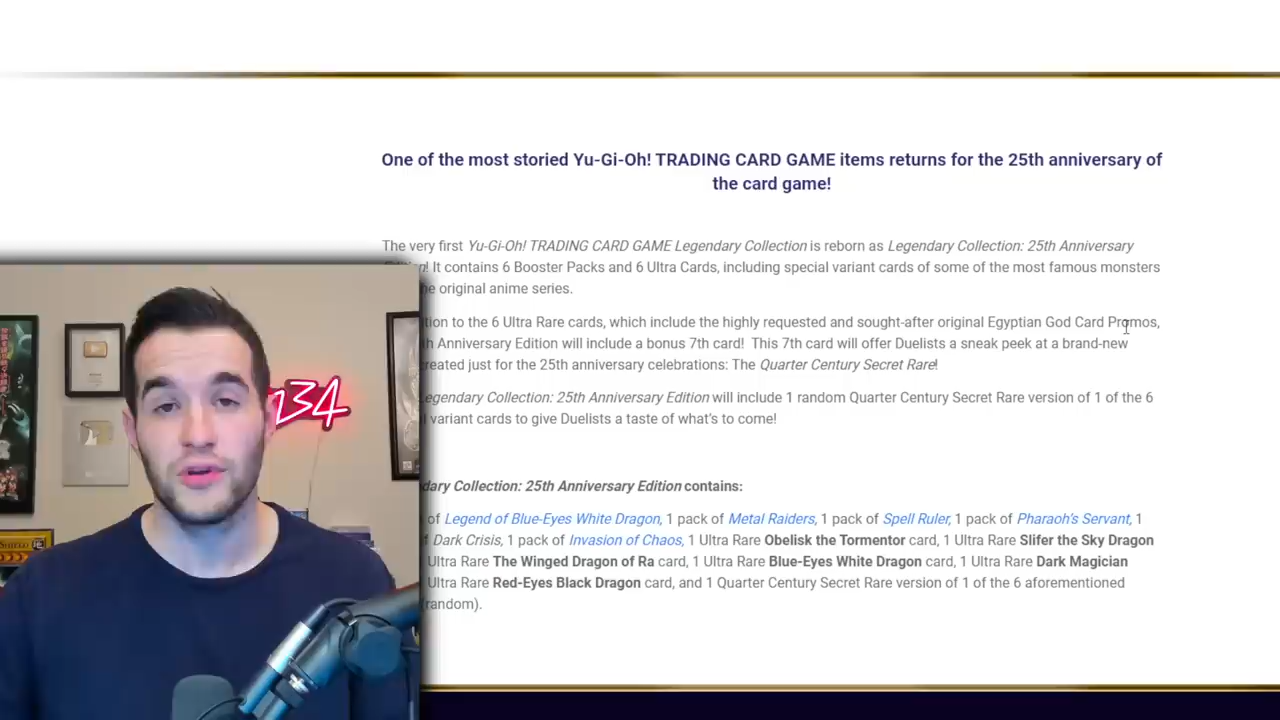 One of the most storied Yu-Gi-Oh! TRADING CARD GAME items returns for the 25th anniversary of
the card game!
The very first Yu-Gi-Oh! TRADING CARD GAME Legendary Collection is reborn as Legendary Collection: 25th Anniversary
It contains 6 Booster Packs and 6 Ultra Cards, including special variant cards of some of the most famous monsters
original anime series.
to the 6 Ultra Rare cards, which include the highly requested and sought-after original Egyptian God Card Promos,
Anniversary Edition will include a bonus 7th card! This 7th card will offer Duelists a sneak peek at a brand-new
created just for the 25th anniversary celebrations: The Quarter Century Secret Rare!
Legendary Collection: 25th Anniversary Edition will include 1 random Quarter Century Secret Rare version of 1 of the 6
variant cards to give Duelists a taste of what's to come!
Collection: 25th Anniversary Edition contains:
of Legend of Blue-Eyes White Dragon, 1 pack of Metal Raiders, 1 pack of Spell Ruler, 1 pack of Pharaoh's Servant, 1
Dark Crisis, 1 pack of Invasion of Chaos, 1 Ultra Rare Obelisk the Tormentor card, 1 Ultra Rare Slifer the Sky Dragon
Ultra Rare The Winged Dragon of Ra card, 1 Ultra Rare Blue-Eyes White Dragon card, 1 Ultra Rare Dark Magician
Ultra Rare Red-Eyes Black Dragon card, and 1 Quarter Century Secret Rare version of 1 of the 6 aforementioned
(random).
34